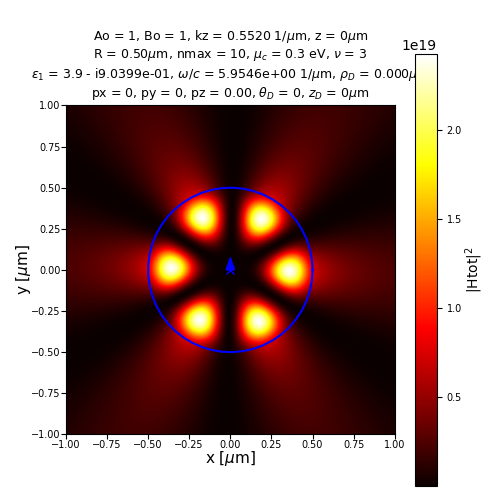 Ao = 1, Bo = 1, kz = 0.5520 1/μm, z = 0μm
R = 0.50μm, nmax = 10, μ_c = 0.3 eV, ν = 3
ε₁ = 3.9 - i9.0399e-01, ω/c = 5.9546e+00 1/μm, ρ_D = 0.000μ
px = 0, py = 0, pz = 0.00, θ_D = 0, z_D = 0μm
1e19
1.00
0.75
0.50
0.25
0.00
−0.25
−0.50
−0.75
−1.00
y [μm]
−1.00 −0.75 −0.50 −0.25 0.00 0.25 0.50 0.75 1.00
x [μm]
2.0
1.5
1.0
0.5
|Htot|²